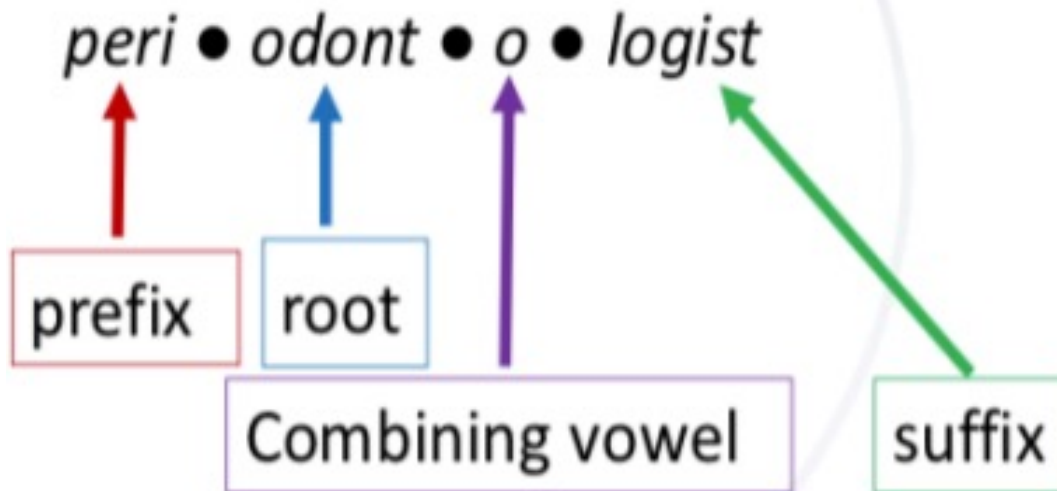 peri • odont • o • logist
prefix
root
Combining vowel
suffix